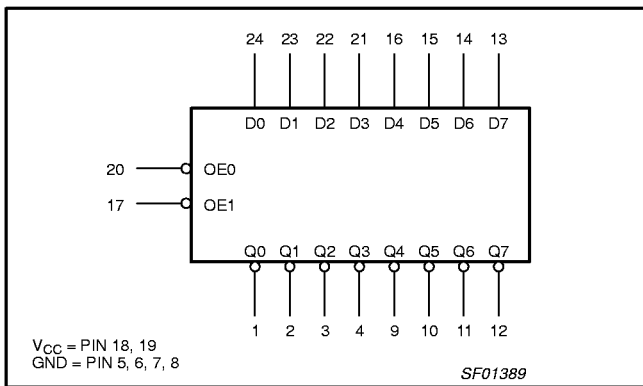 24 23 22 21 16 15 14 13
D0 D1 D2 D3 D4 D5 D6 D7
20 OE0
17 OE1
Q0 Q1 Q2 Q3 Q4 Q5 Q6 Q7
1 2 3 4 9 10 11 12
VCC = PIN 18, 19
GND = PIN 5, 6, 7, 8
SF01389